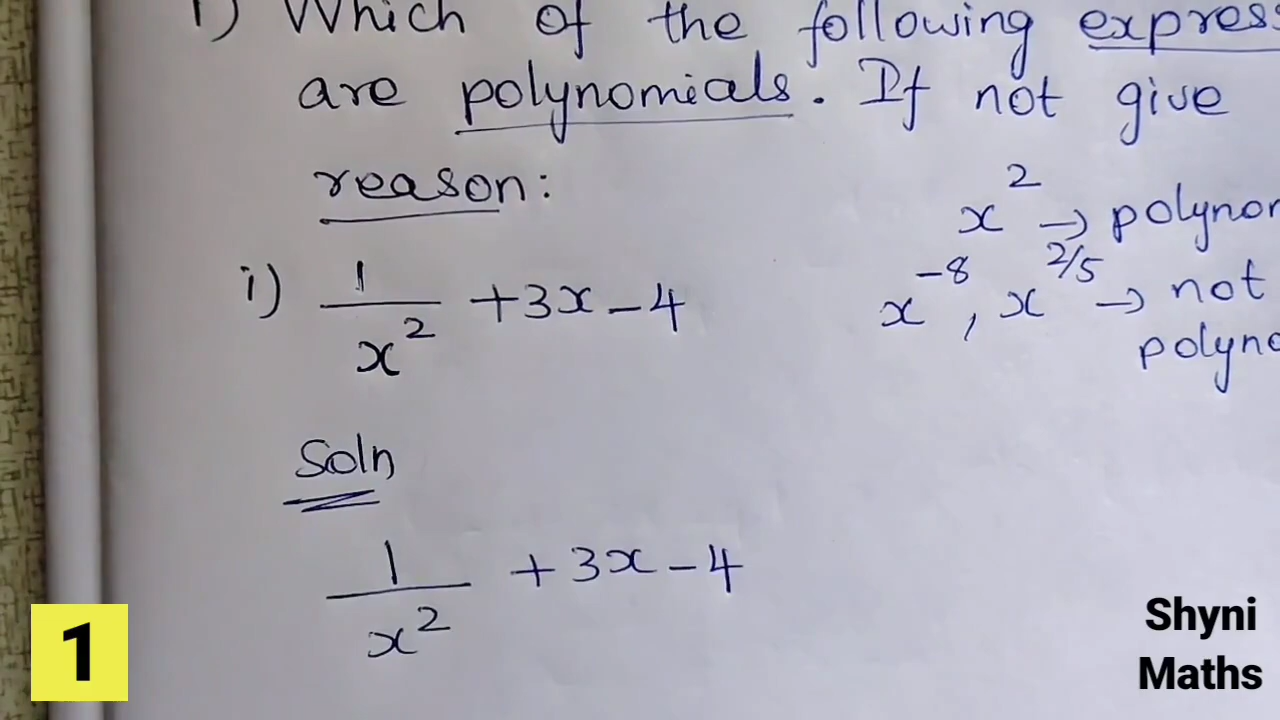 1) Which of the following express
are polynomials. If not give
reason:
x² → polynon
x⁻⁸, x^2/5 → not
polyno
i) 1/x² + 3x - 4
Soln
1/x² + 3x - 4
1
Shyni
Maths